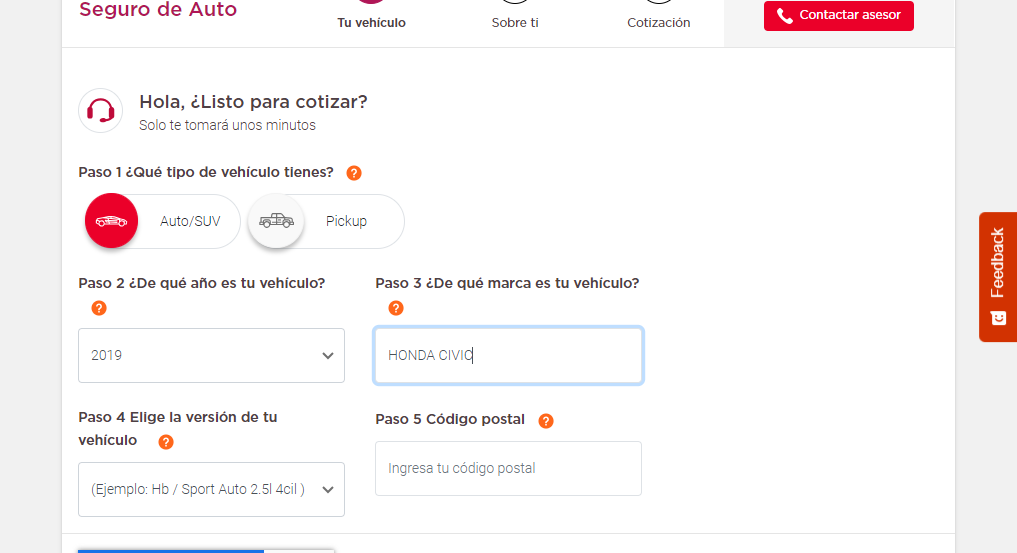 Seguro de Auto
Tu vehículo
Sobre ti
Cotización
Contactar asesor
Hola, ¿Listo para cotizar?
Solo te tomará unos minutos
Paso 1 ¿Qué tipo de vehículo tienes? ?
Auto/SUV
Pickup
Paso 2 ¿De qué año es tu vehículo?
?
2019
Paso 3 ¿De qué marca es tu vehículo?
?
HONDA CIVIC
Paso 4 Elige la versión de tu
vehículo ?
(Ejemplo: Hb / Sport Auto 2.5l 4cil )
Paso 5 Código postal ?
Ingresa tu código postal
Feedback